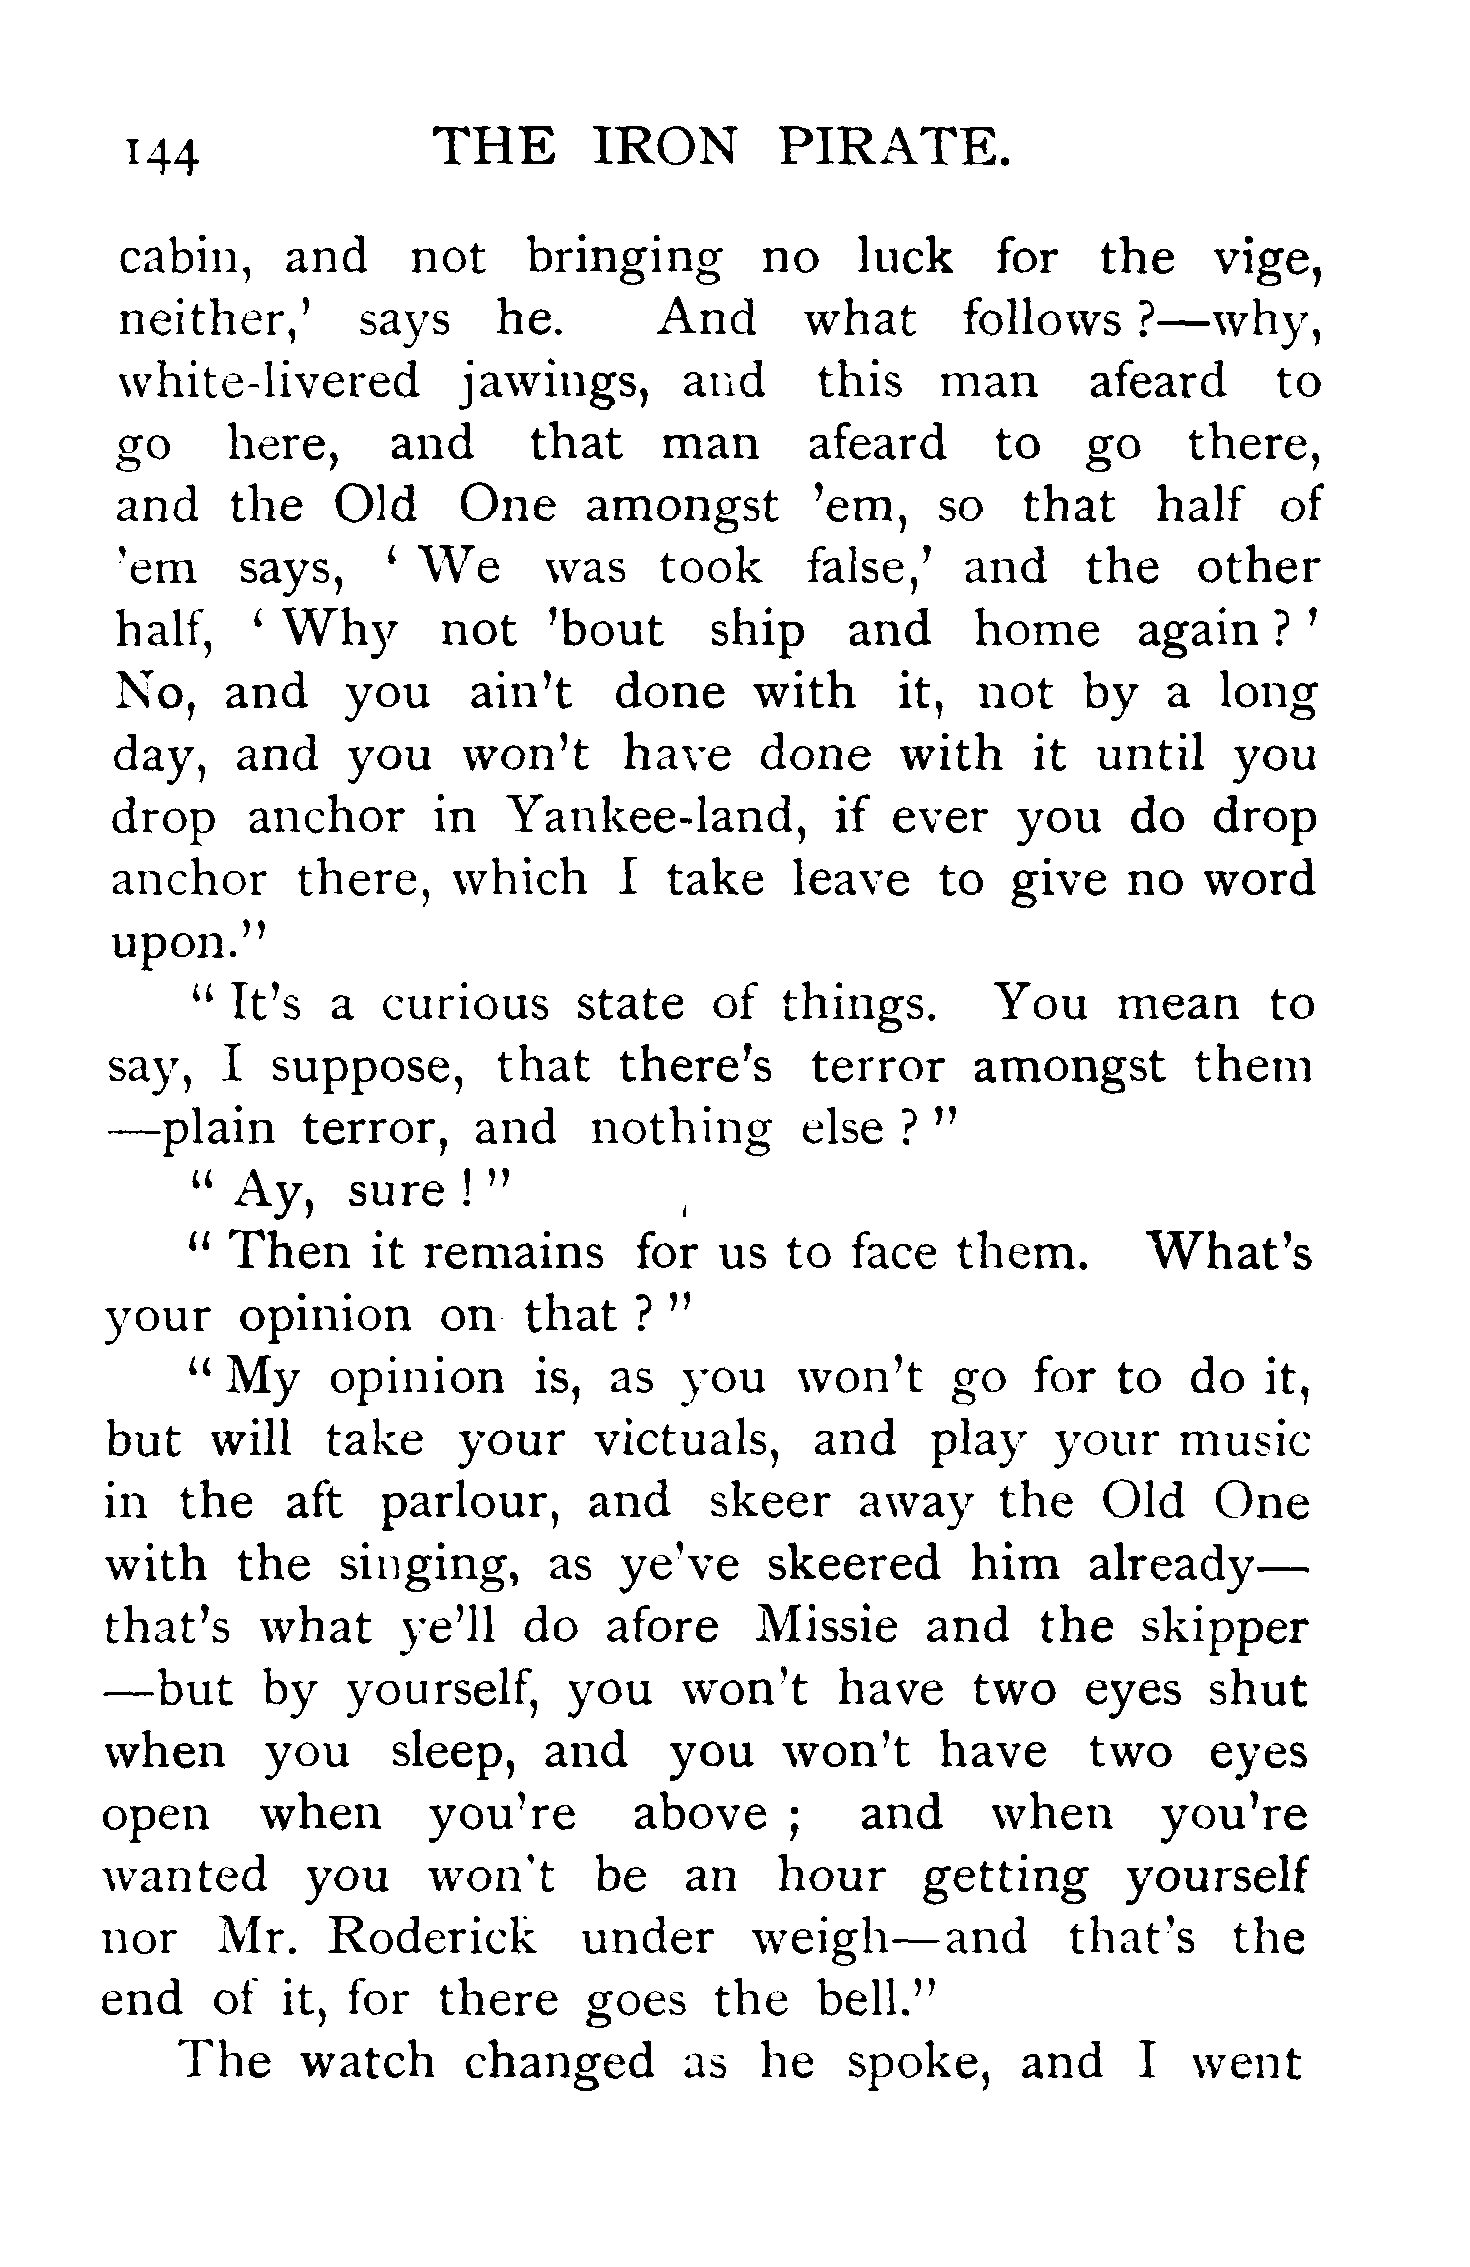 144 THE IRON PIRATE.
cabin, and not bringing no luck for the vige,
neither,' says he. And what follows ?—why,
white-livered jawings, and this man afeard to
go here, and that man afeard to go there,
and the Old One amongst 'em, so that half of
'em says, ' We was took false,' and the other
half, ' Why not 'bout ship and home again ? '
No, and you ain't done with it, not by a long
day, and you won't have done with it until you
drop anchor in Yankee-land, if ever you do drop
anchor there, which I take leave to give no word
upon."
" It's a curious state of things. You mean to
say, I suppose, that there's terror amongst them
—plain terror, and nothing else ? "
" Ay, sure ! "
" Then it remains for us to face them. What's
your opinion on that ? "
" My opinion is, as you won't go for to do it,
but will take your victuals, and play your music
in the aft parlour, and skeer away the Old One
with the singing, as ye've skeered him already—
that's what ye'll do afore Missie and the skipper
—but by yourself, you won't have two eyes shut
when you sleep, and you won't have two eyes
open when you're above ; and when you're
wanted you won't be an hour getting yourself
nor Mr. Roderick under weigh—and that's the
end of it, for there goes the bell."
The watch changed as he spoke, and I went